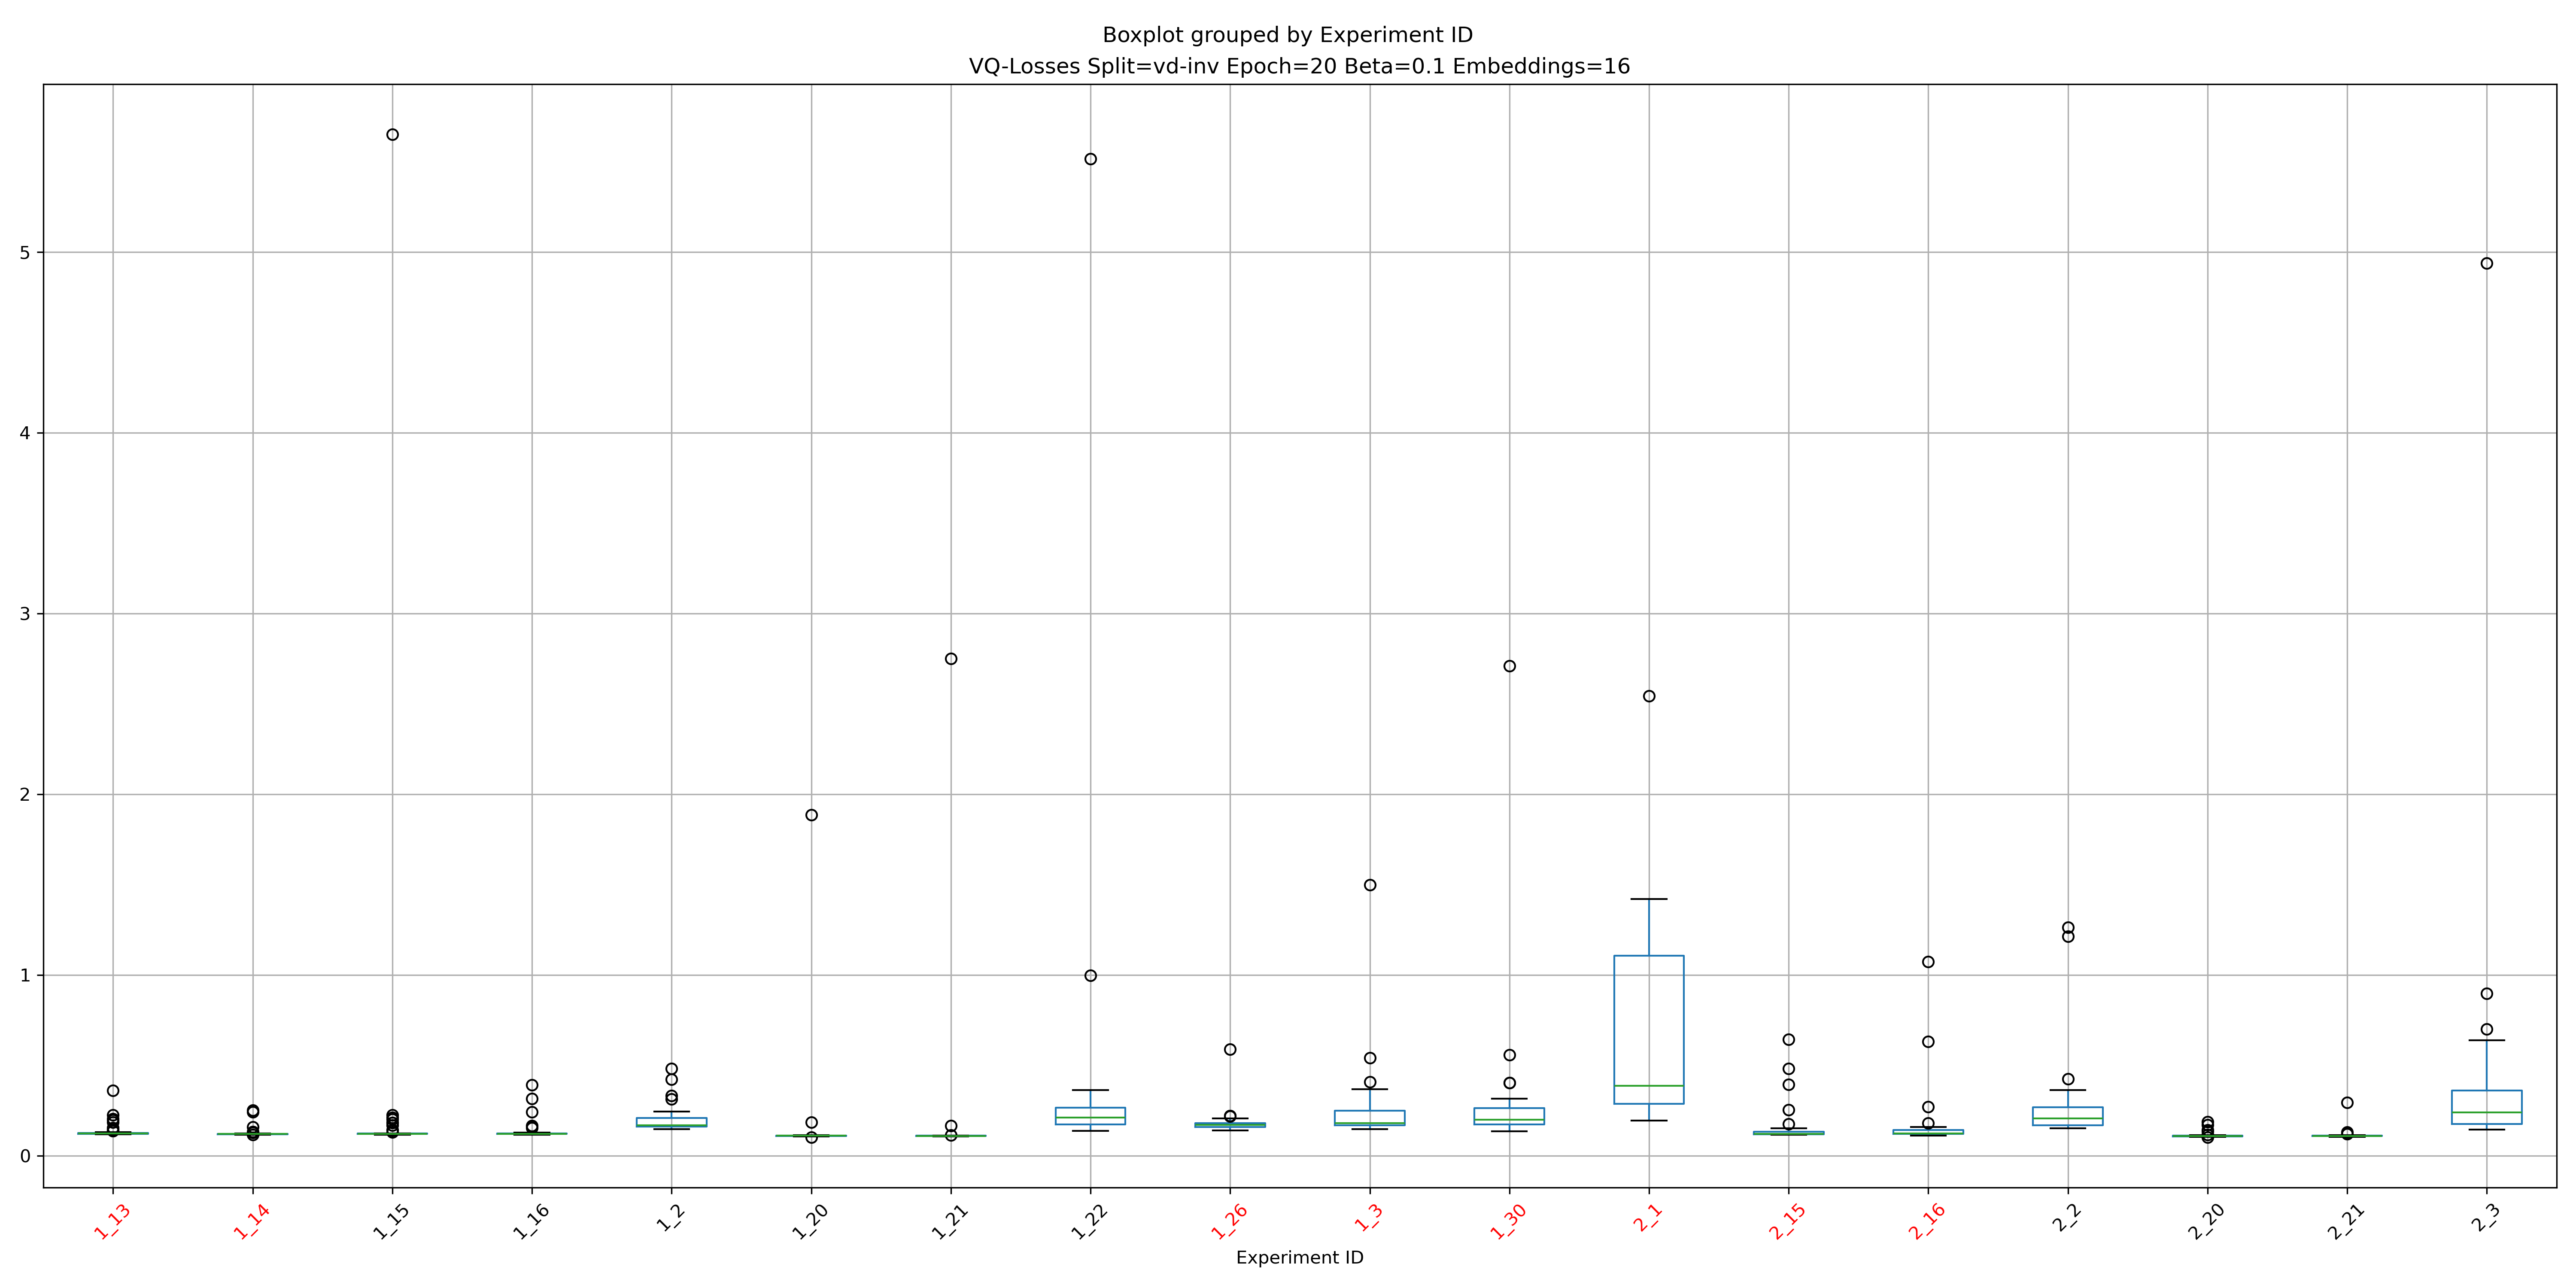 Boxplot grouped by Experiment ID
VQ-Losses Split=vd-inv Epoch=20 Beta=0.1 Embeddings=16
5
4
3
2
1
0
1_13 1_14 1_15 1_16 1_2 1_20 1_21 1_22 1_26 1_3 1_30 2_1 2_15 2_16 2_2 2_20 2_21 2_3
Experiment ID